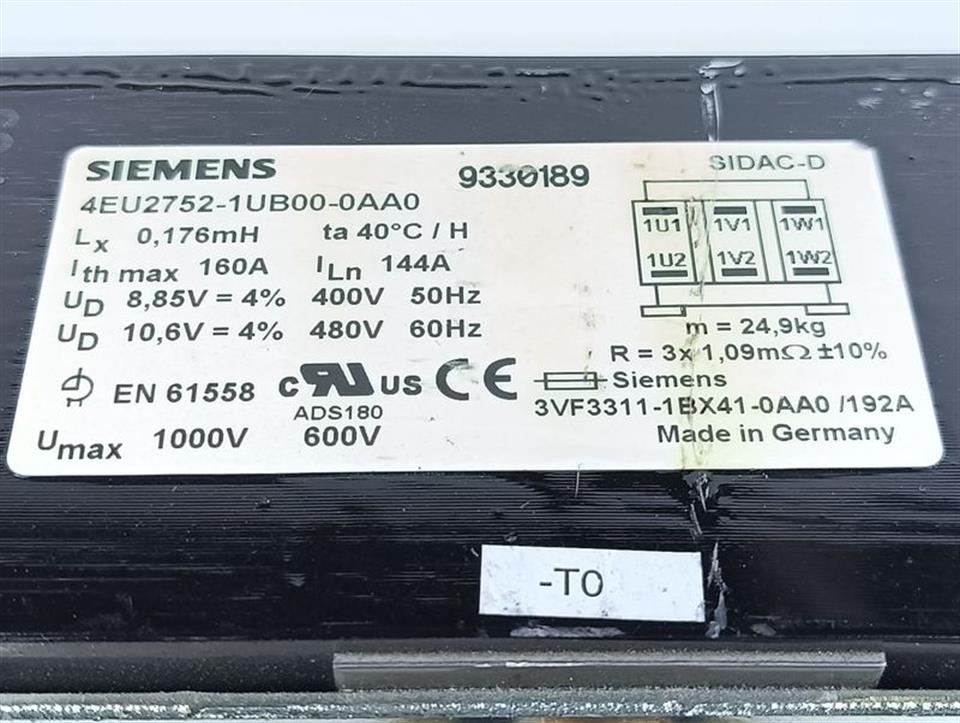 SIEMENS 9330189 SIDAC-D
4EU2752-1UB00-0AA0
Lx 0,176mH ta 40°C / H
Ith max 160A ILn 144A
UD 8,85V = 4% 400V 50Hz
UD 10,6V = 4% 480V 60Hz
EN 61558 c RU US CE
ADS180
Umax 1000V 600V
1U1 1V1 1W1
1U2 1V2 1W2
m = 24,9kg
R = 3x 1,09mΩ ±10%
Siemens
3VF3311-1BX41-0AA0 /192A
Made in Germany
-T0